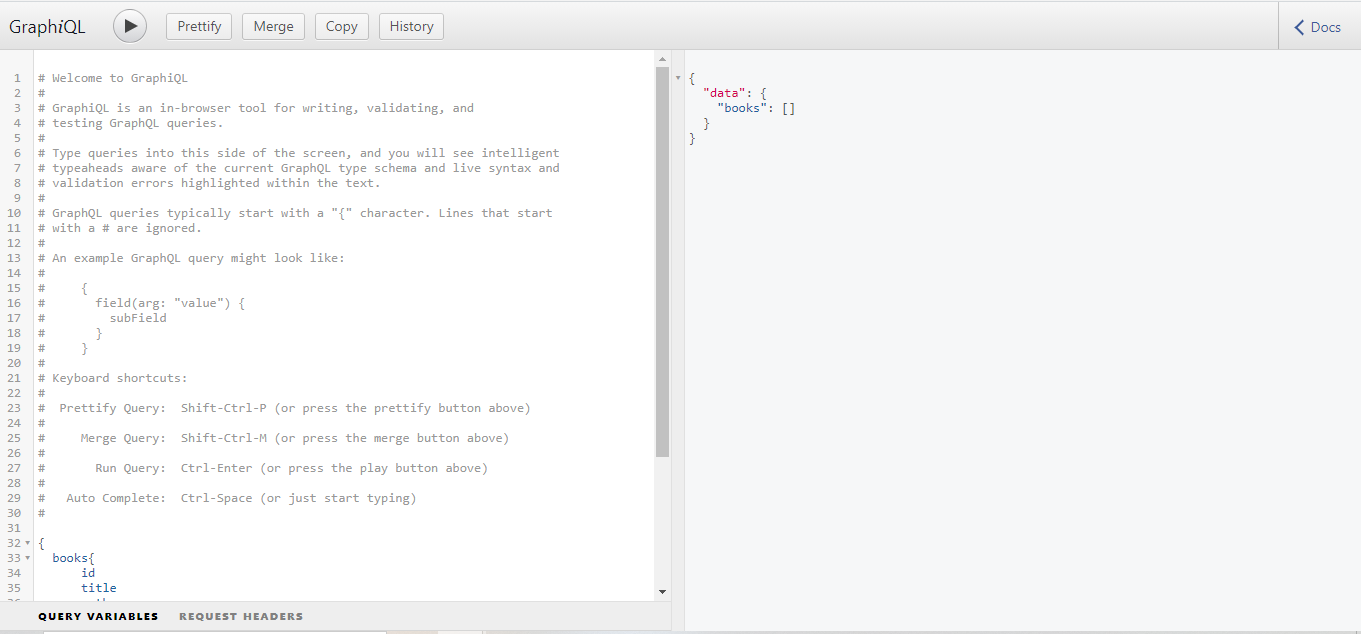 GraphiQL Prettify Merge Copy History Docs
1 # Welcome to GraphiQL
2 #
3 # GraphiQL is an in-browser tool for writing, validating, and
4 # testing GraphQL queries.
5 #
6 # Type queries into this side of the screen, and you will see intelligent
7 # typeaheads aware of the current GraphQL type schema and live syntax and
8 # validation errors highlighted within the text.
9 #
10 # GraphQL queries typically start with a "{" character. Lines that start
11 # with a # are ignored.
12 #
13 # An example GraphQL query might look like:
14 #
15 #     {
16 #       field(arg: "value") {
17 #         subField
18 #       }
19 #     }
20 #
21 # Keyboard shortcuts:
22 #
23 #  Prettify Query:  Shift-Ctrl-P (or press the prettify button above)
24 #
25 #     Merge Query:  Shift-Ctrl-M (or press the merge button above)
26 #
27 #       Run Query:  Ctrl-Enter (or press the play button above)
28 #
29 #   Auto Complete:  Ctrl-Space (or just start typing)
30 #
31
32 {
33   books{
34       id
35       title
QUERY VARIABLES REQUEST HEADERS
{
  "data": {
    "books": []
  }
}